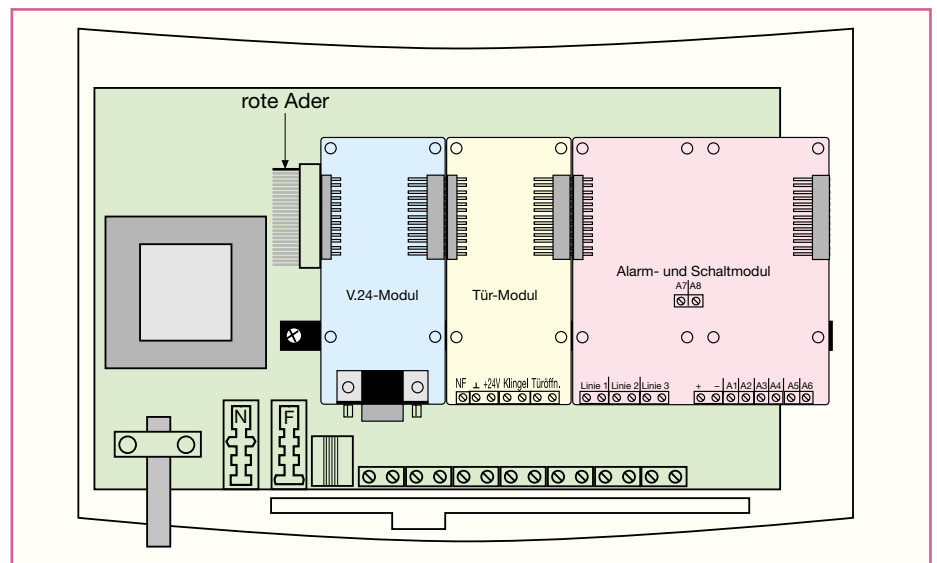 rote Ader
V.24-Modul
Tür-Modul
Alarm- und Schaltmodul
A7 A8
NF ⊥ +24V Klingel Türöffn.
Linie 1 Linie 2 Linie 3
+ – A1 A2 A3 A4 A5 A6
N
F